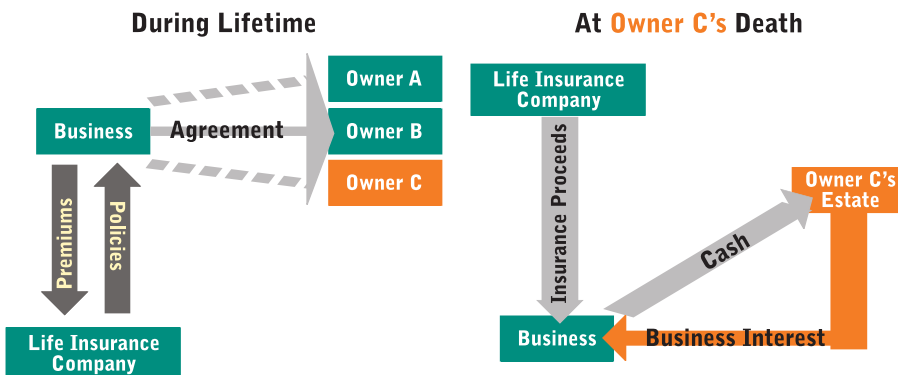 During Lifetime
Owner A
Business
Agreement
Owner B
Owner C
Premiums
Policies
Life Insurance
Company
At Owner C's Death
Life Insurance
Company
Insurance Proceeds
Owner C's
Estate
Cash
Business
Business Interest